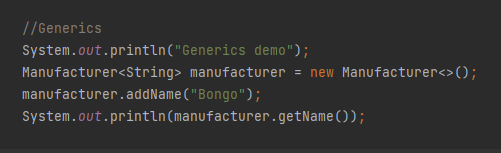 //Generics
System.out.println("Generics demo");
Manufacturer<String> manufacturer = new Manufacturer<>();
manufacturer.addName("Bongo");
System.out.println(manufacturer.getName());